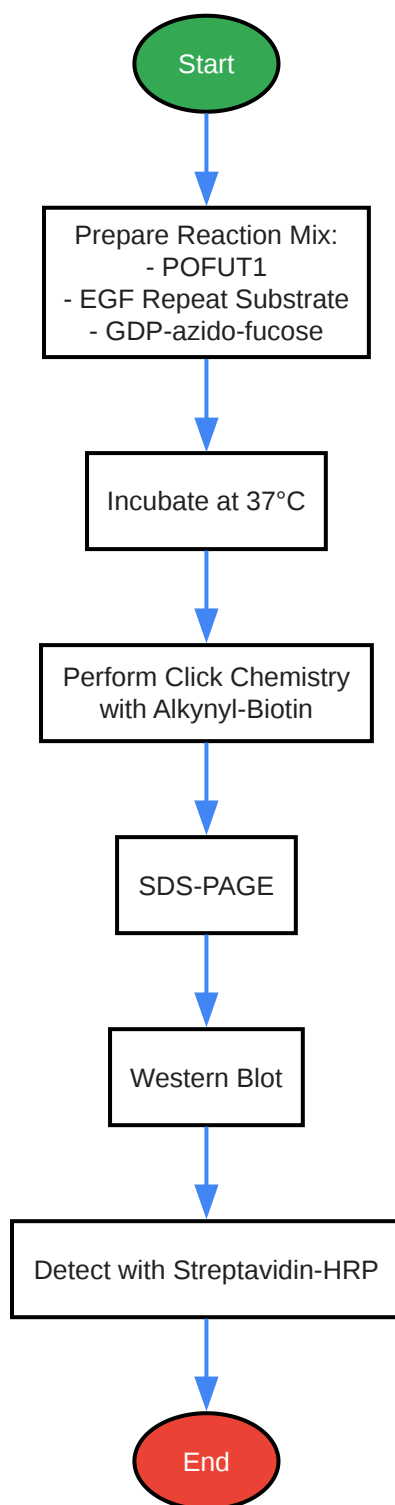 Start
Prepare Reaction Mix:
- POFUT1
- EGF Repeat Substrate
- GDP-azido-fucose
Incubate at 37°C
Perform Click Chemistry
with Alkynyl-Biotin
SDS-PAGE
Western Blot
Detect with Streptavidin-HRP
End